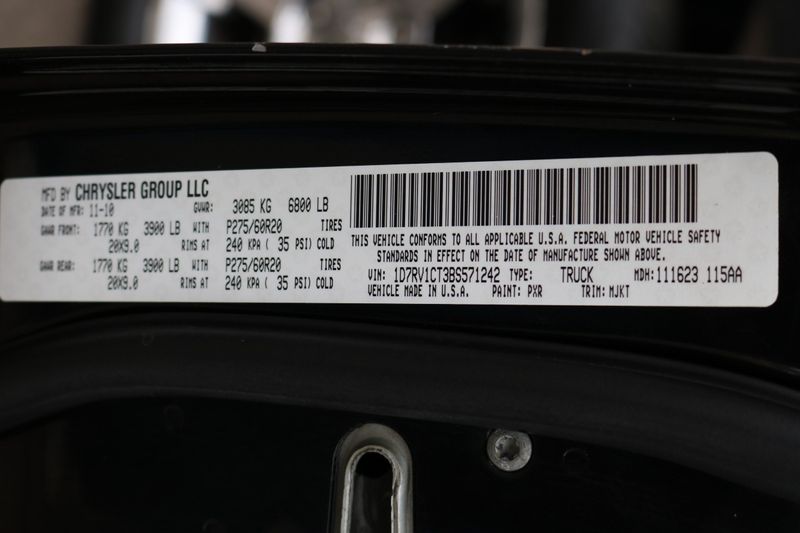 MFD BY CHRYSLER GROUP LLC
DATE OF MFR: 11-10 GVWR: 3085 KG 6800 LB
GAWR FRONT: 1770 KG 3900 LB WITH P275/60R20 TIRES
20X9.0 RIMS AT 240 KPA ( 35 PSI) COLD
GAWR REAR: 1770 KG 3900 LB WITH P275/60R20 TIRES
20X9.0 RIMS AT 240 KPA ( 35 PSI) COLD
THIS VEHICLE CONFORMS TO ALL APPLICABLE U.S.A. FEDERAL MOTOR VEHICLE SAFETY
STANDARDS IN EFFECT ON THE DATE OF MANUFACTURE SHOWN ABOVE.
VIN: 1D7RV1CT3BS571242 TYPE: TRUCK MDH: 111623 115AA
VEHICLE MADE IN U.S.A. PAINT: PXR TRIM: MJKT